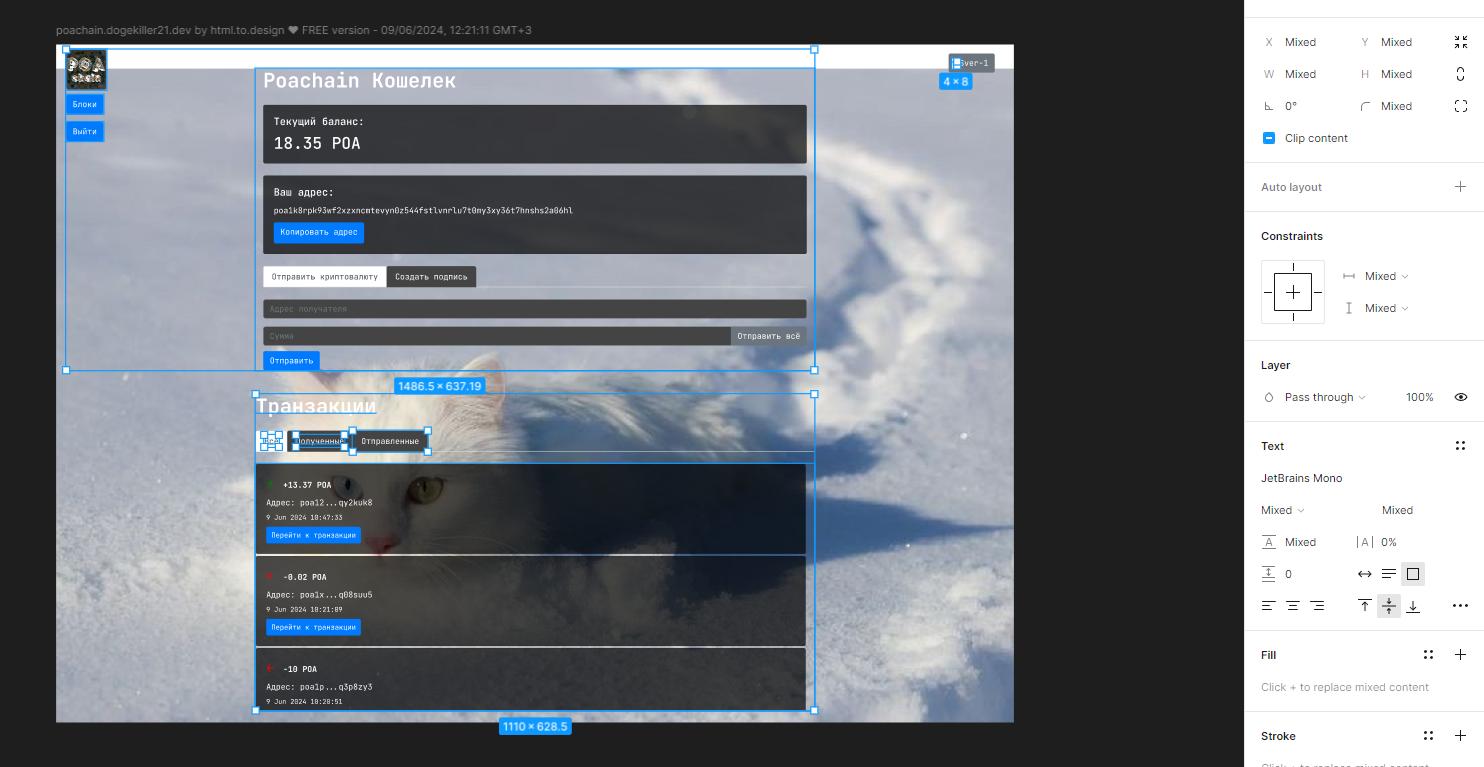 poachain.dogekiller21.dev by html.to.design ❤ FREE version - 09/06/2024, 12:21:11 GMT+3
POA
chain
Блоки
Выйти
ver-1
4 × 8
Poachain Кошелек
Текущий баланс:
18.35 POA
Ваш адрес:
poa1k8rpk93wf2xzxncmtevyn0z544fstlvnrlu7t0my3xy36t7hnshs2a06hl
Копировать адрес
Отправить криптовалюту
Создать подпись
Адрес получателя
Сумма
Отправить всё
Отправить
1486.5 × 637.19
Транзакции
Все
Полученные
Отправленные
+13.37 POA
Адрес: poa12...qy2kuk8
9 Jun 2024 10:47:33
Перейти к транзакции
-0.02 POA
Адрес: poa1x...q08suu5
9 Jun 2024 10:21:09
Перейти к транзакции
-10 POA
Адрес: poa1p...q3p8zy3
9 Jun 2024 10:20:51
1110 × 628.5
X Mixed Y Mixed
W Mixed H Mixed
0° Mixed
Clip content
Auto layout
Constraints
Mixed
Mixed
Layer
Pass through 100%
Text
JetBrains Mono
Mixed Mixed
A Mixed |A| 0%
0
Fill
Click + to replace mixed content
Stroke